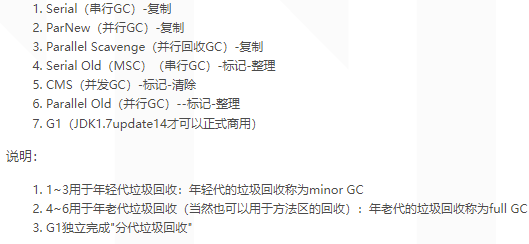 1. Serial（串行GC）-复制
2. ParNew（并行GC）-复制
3. Parallel Scavenge（并行回收GC）-复制
4. Serial Old（MSC）（串行GC）-标记-整理
5. CMS（并发GC）-标记-清除
6. Parallel Old（并行GC）--标记-整理
7. G1（JDK1.7update14才可以正式商用）
说明：
1. 1~3用于年轻代垃圾回收：年轻代的垃圾回收称为minor GC
2. 4~6用于年老代垃圾回收（当然也可以用于方法区的回收）：年老代的垃圾回收称为full GC
3. G1独立完成"分代垃圾回收"